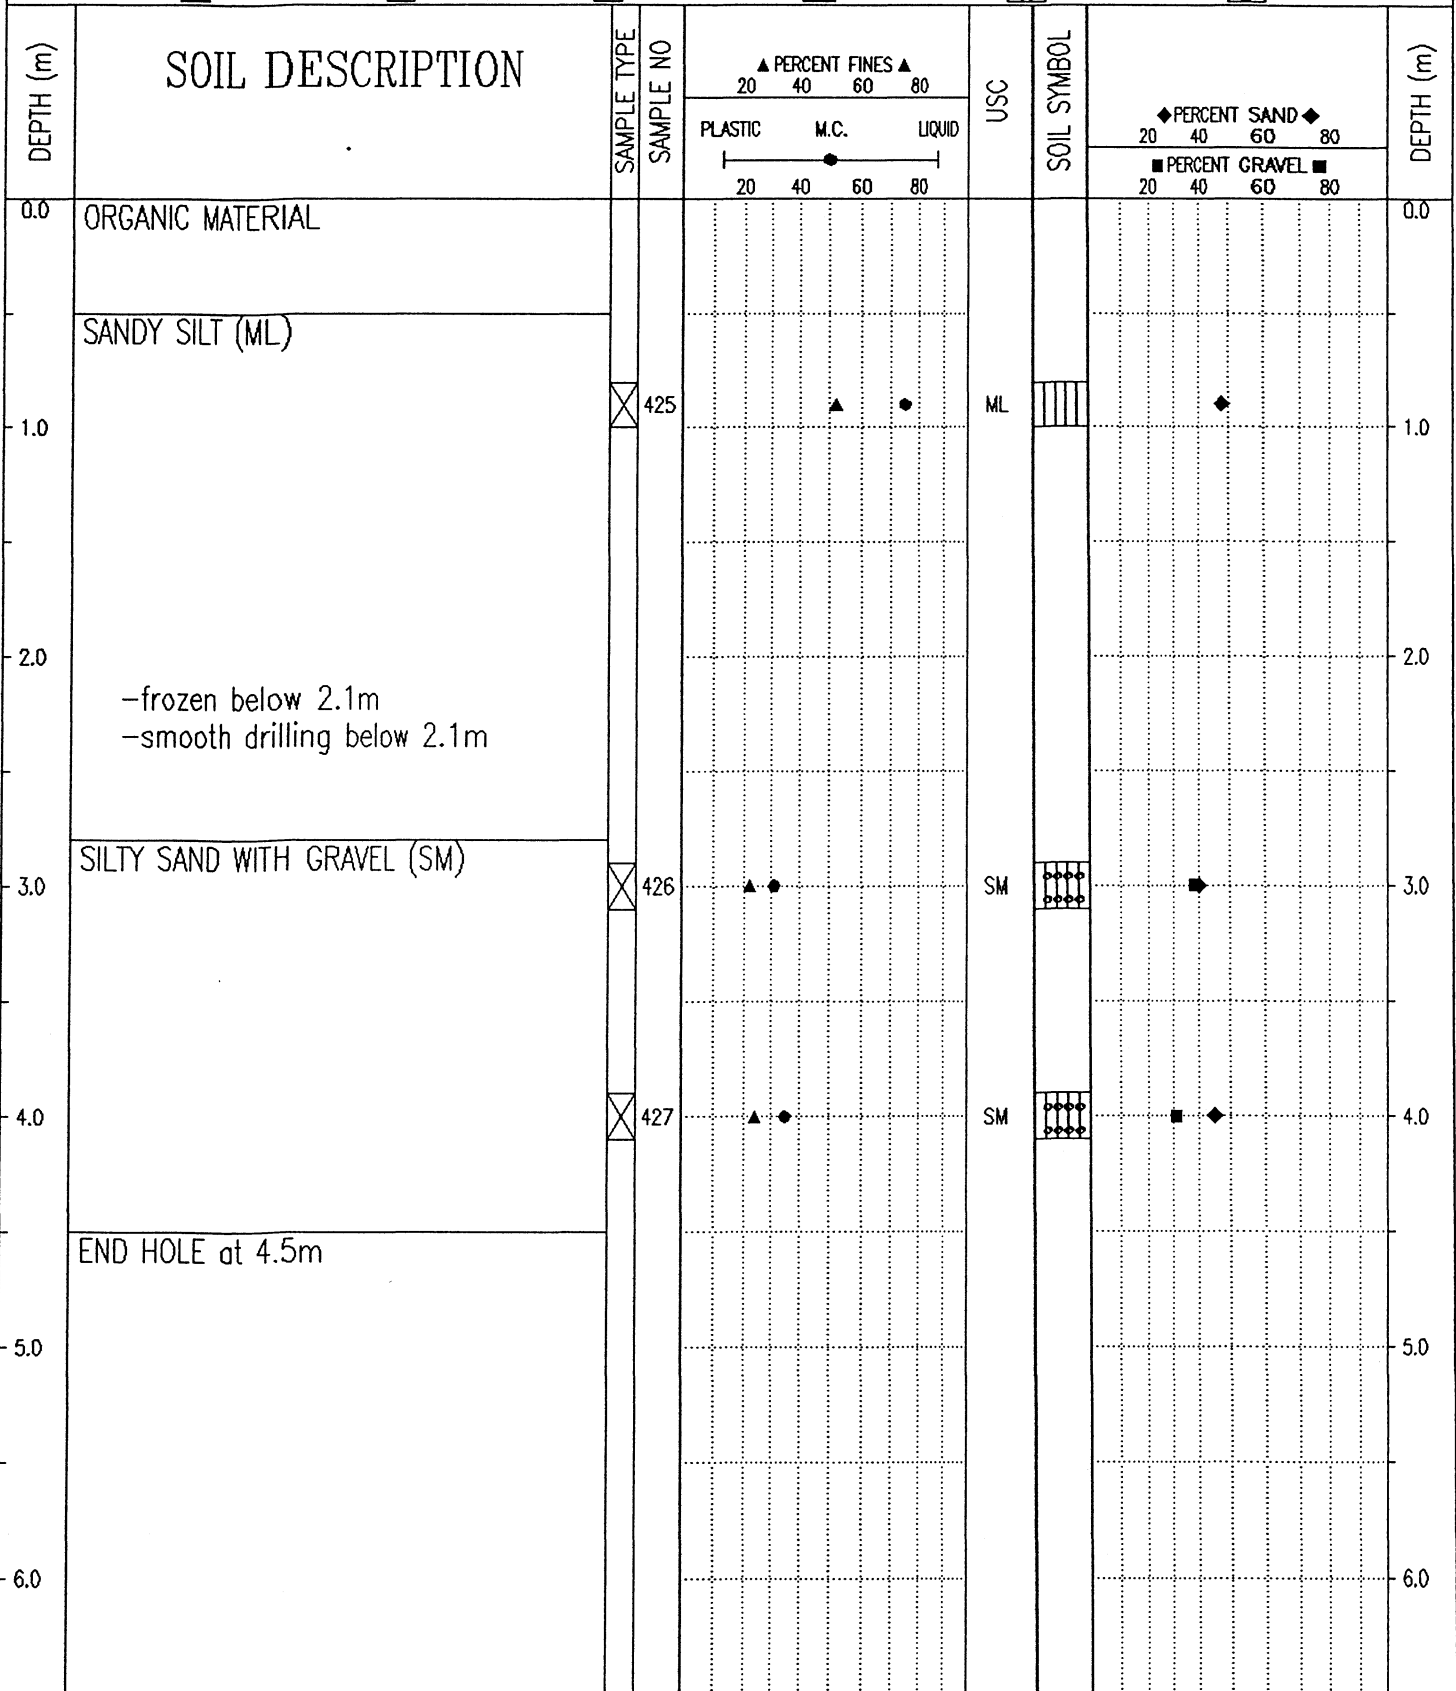 DEPTH (m)
SOIL DESCRIPTION
SAMPLE TYPE
SAMPLE NO
▲ PERCENT FINES ▲
20 40 60 80
PLASTIC M.C. LIQUID
20 40 60 80
USC
SOIL SYMBOL
◆PERCENT SAND◆
20 40 60 80
■PERCENT GRAVEL■
20 40 60 80
DEPTH (m)
0.0 ORGANIC MATERIAL 0.0
SANDY SILT (ML)
425 ML
1.0 1.0
2.0 2.0
-frozen below 2.1m
-smooth drilling below 2.1m
SILTY SAND WITH GRAVEL (SM)
3.0 426 SM 3.0
4.0 427 SM 4.0
END HOLE at 4.5m
5.0 5.0
6.0 6.0